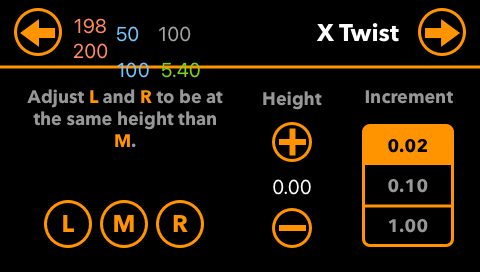 198 50 100 X Twist
200
100 5.40
Adjust L and R to be at
the same height than
M.
Height
0.00
Increment
0.02
0.10
1.00
L M R